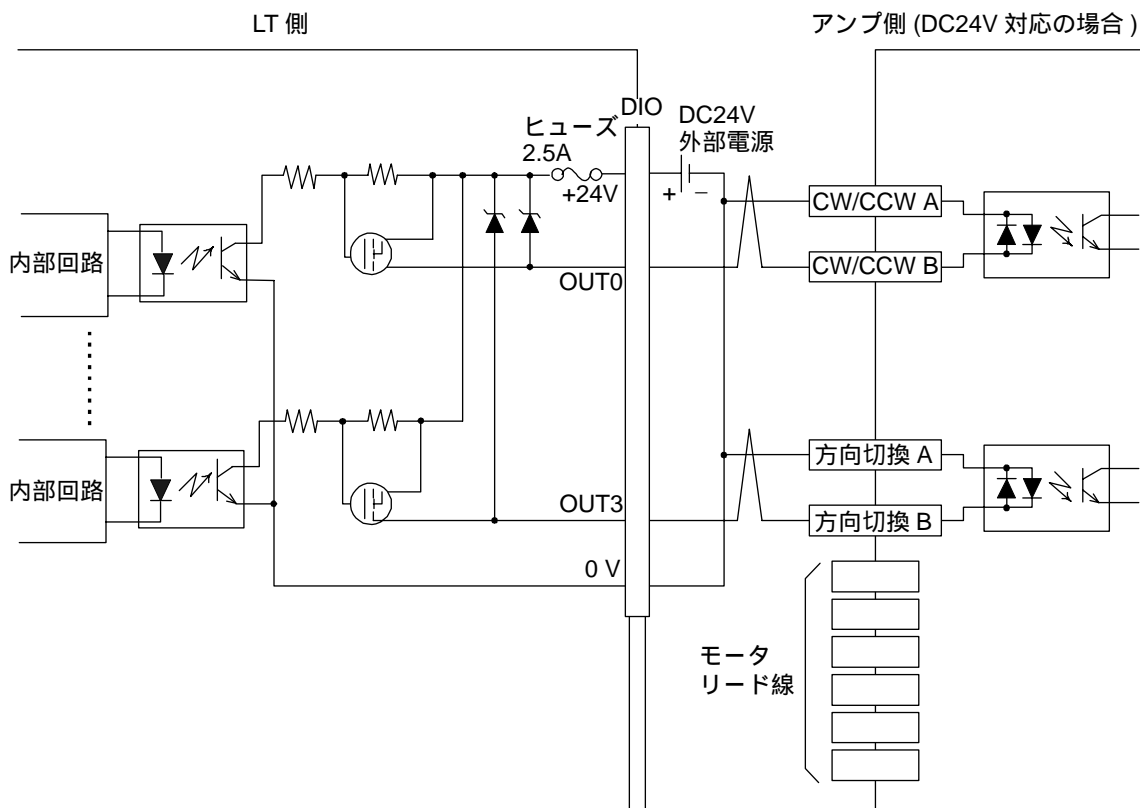 LT 側
アンプ側 (DC24V 対応の場合 )
DIO
ヒューズ
2.5A
+24V
DC24V
外部電源
+ −
CW/CCW A
CW/CCW B
内部回路
OUT0
方向切換 A
方向切換 B
内部回路
OUT3
0 V
モータ
リード線